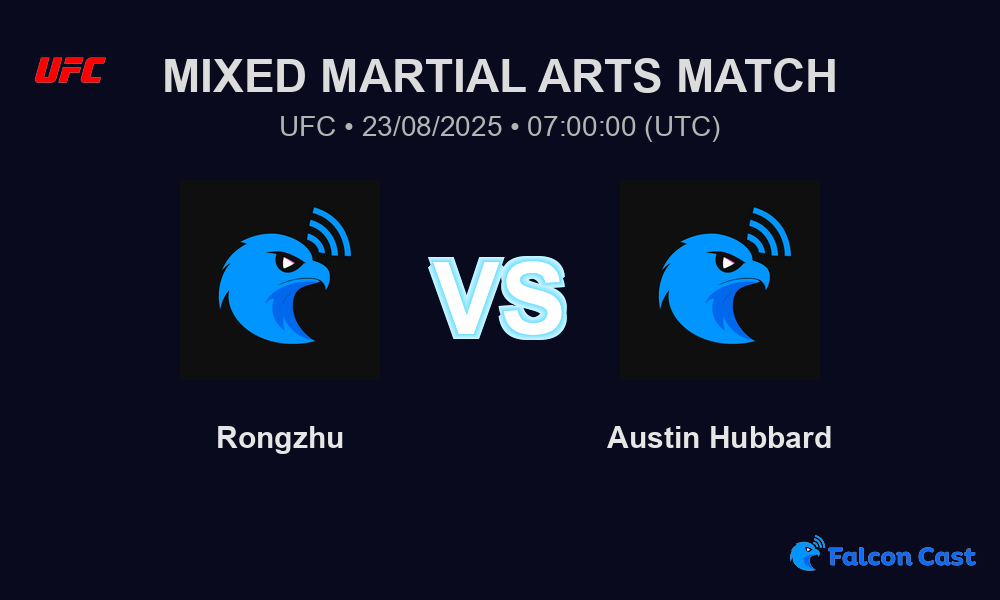 UFC
MIXED MARTIAL ARTS MATCH
UFC • 23/08/2025 • 07:00:00 (UTC)
VS
Rongzhu
Austin Hubbard
Falcon Cast